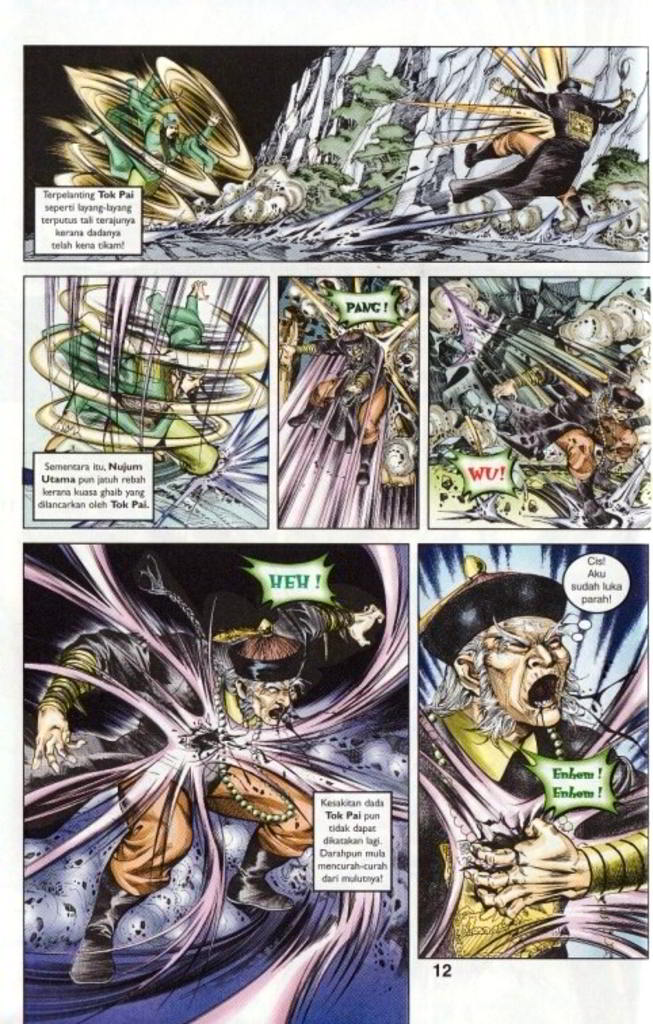 Terpelanting Tok Pai
seperti layang-layang
terputus tali terajunya
kerana dadanya
telah kena tikam!
Sementara itu, Nujum
Utama pun jatuh rebah
kerana kuasa ghaib yang
dilancarkan oleh Tok Pai.
PANG!
WU!
HEH!
Kesakitan dada
Tok Pai pun
tidak dapat
dikatakan lagi.
Darahpun mula
mencurah-curah
dari mulutnya!
Cis!
Aku
sudah luka
parah!
Enhem!
Enhem!
12